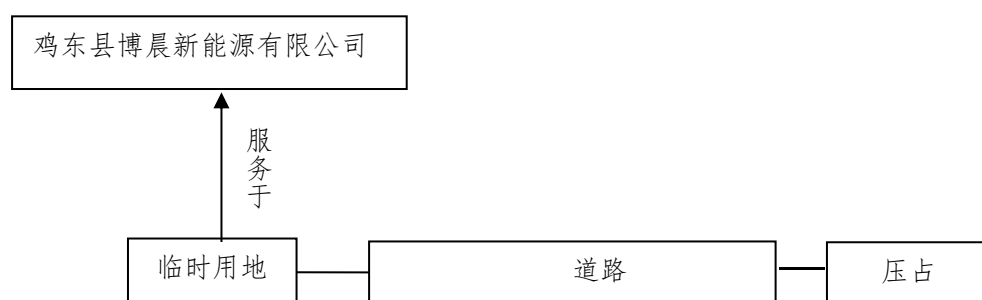 鸡东县博晨新能源有限公司
服务于
临时用地
道路
压占